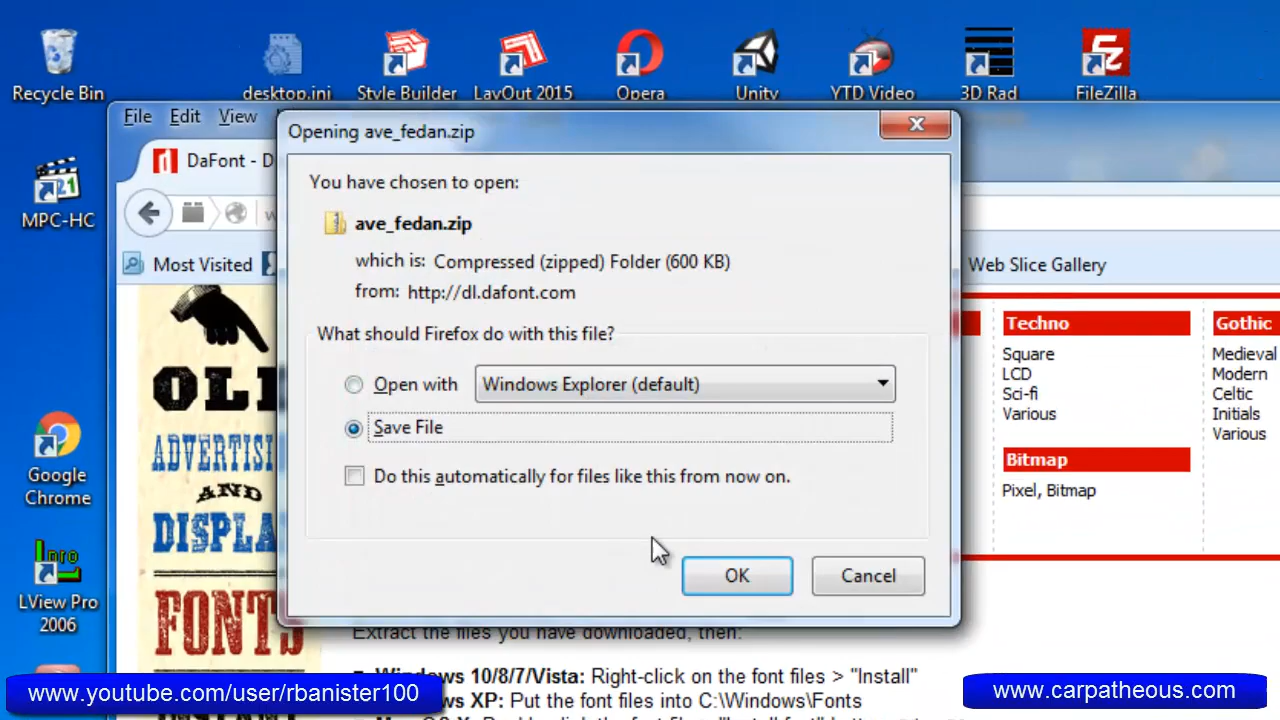 Recycle Bin
desktop.ini
Style Builder
LayOut 2015
Opera
Unity
YTD Video
3D Rad
FileZilla
File Edit View
Opening ave_fedan.zip
DaFont - D
MPC-HC
You have chosen to open:
ave_fedan.zip
which is: Compressed (zipped) Folder (600 KB)
from: http://dl.dafont.com
Most Visited
Web Slice Gallery
What should Firefox do with this file?
Open with Windows Explorer (default)
Save File
Do this automatically for files like this from now on.
OK Cancel
Techno
Square
LCD
Sci-fi
Various
Bitmap
Pixel, Bitmap
Gothic
Medieval
Modern
Celtic
Initials
Various
Google
Chrome
LView Pro
2006
OLD
ADVERTISI
AND
DISPLA
FONTS
Extract the files you have downloaded, then:
Windows 10/8/7/Vista: Right-click on the font files > "Install"
ws XP: Put the font files into C:\Windows\Fonts
www.youtube.com/user/rbanister100
www.carpatheous.com